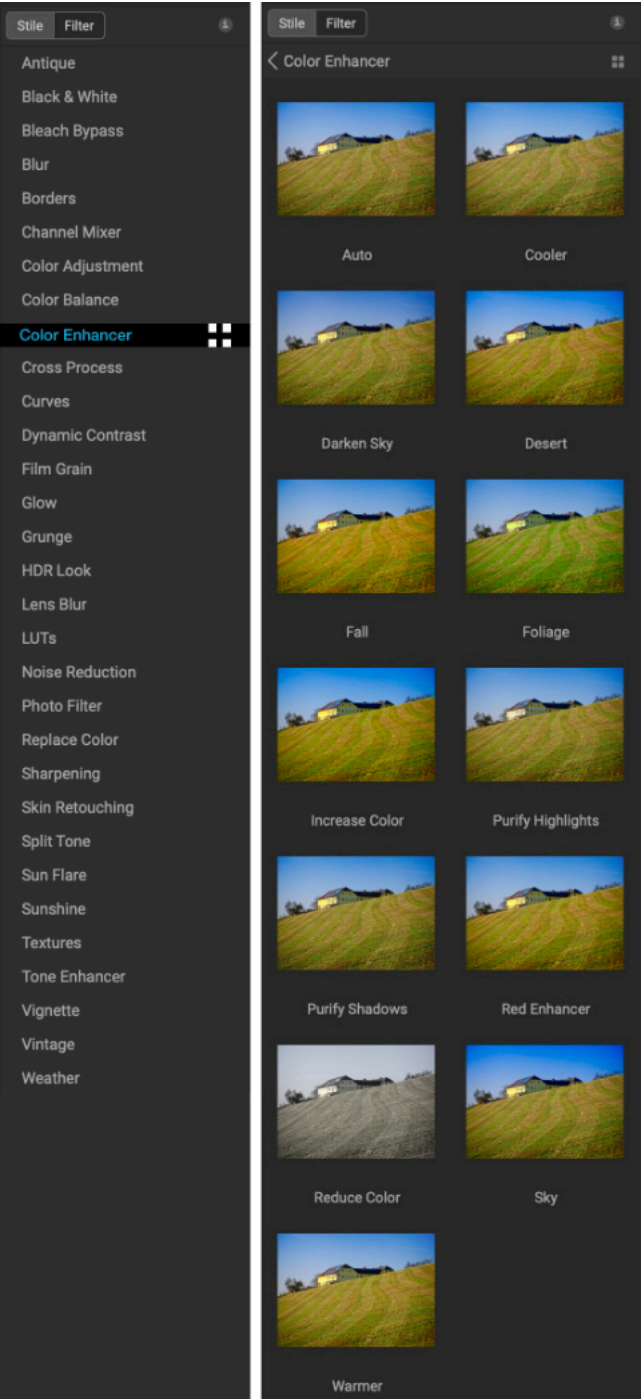 Stile Filter
Antique
Black & White
Bleach Bypass
Blur
Borders
Channel Mixer
Color Adjustment
Color Balance
Color Enhancer
Cross Process
Curves
Dynamic Contrast
Film Grain
Glow
Grunge
HDR Look
Lens Blur
LUTs
Noise Reduction
Photo Filter
Replace Color
Sharpening
Skin Retouching
Split Tone
Sun Flare
Sunshine
Textures
Tone Enhancer
Vignette
Vintage
Weather
Stile Filter
Color Enhancer
Auto Cooler
Darken Sky Desert
Fall Foliage
Increase Color Purify Highlights
Purify Shadows Red Enhancer
Reduce Color Sky
Warmer